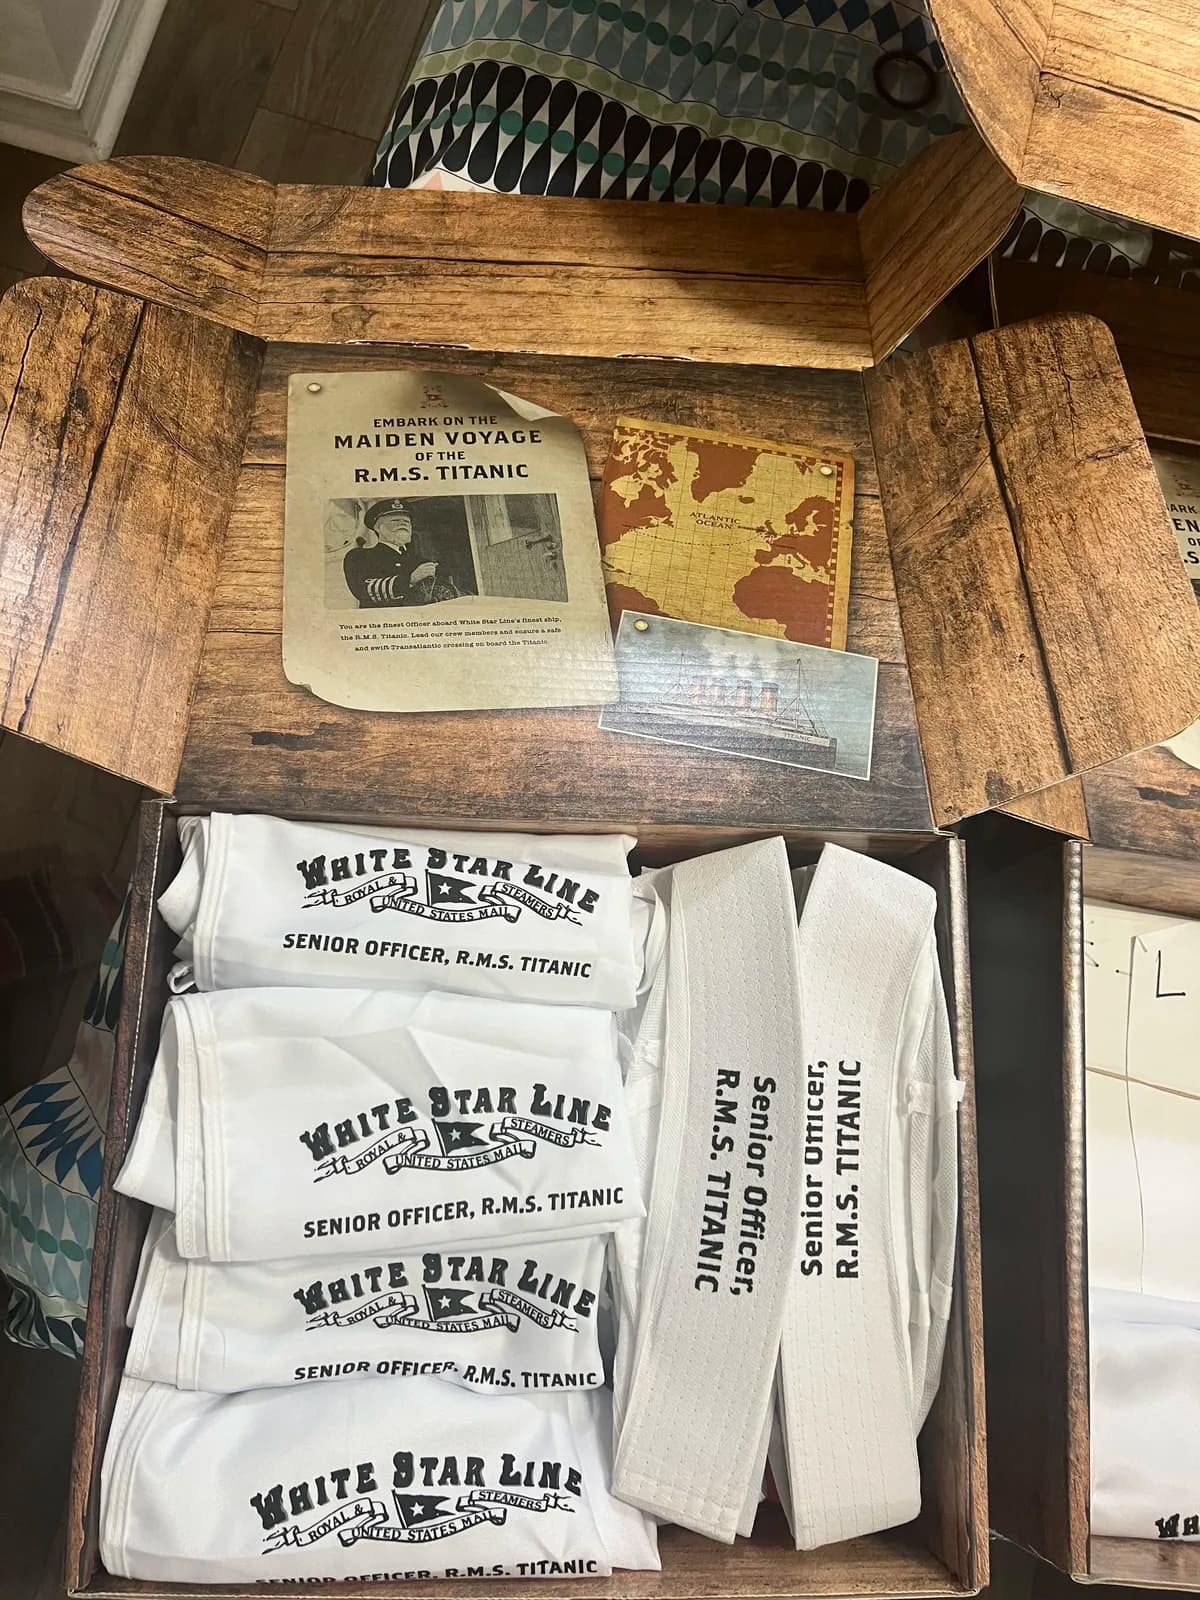 EMBARK ON THE
MAIDEN VOYAGE
OF THE
R.M.S. TITANIC
You are the finest Officer aboard White Star Line's finest ship,
the R.M.S. Titanic. Lead our crew members and ensure a safe
and swift Transatlantic crossing on board the Titanic.
ATLANTIC
OCEAN
TITANIC
WHITE STAR LINE
ROYAL & UNITED STATES MAIL STEAMERS
SENIOR OFFICER, R.M.S. TITANIC
WHITE STAR LINE
ROYAL & UNITED STATES MAIL STEAMERS
SENIOR OFFICER, R.M.S. TITANIC
WHITE STAR LINE
ROYAL & UNITED STATES MAIL STEAMERS
SENIOR OFFICER, R.M.S. TITANIC
WHITE STAR LINE
ROYAL & UNITED STATES MAIL STEAMERS
SENIOR OFFICER, R.M.S. TITANIC
Senior Officer,
R.M.S. TITANIC
Senior Officer,
R.M.S. TITANIC
L